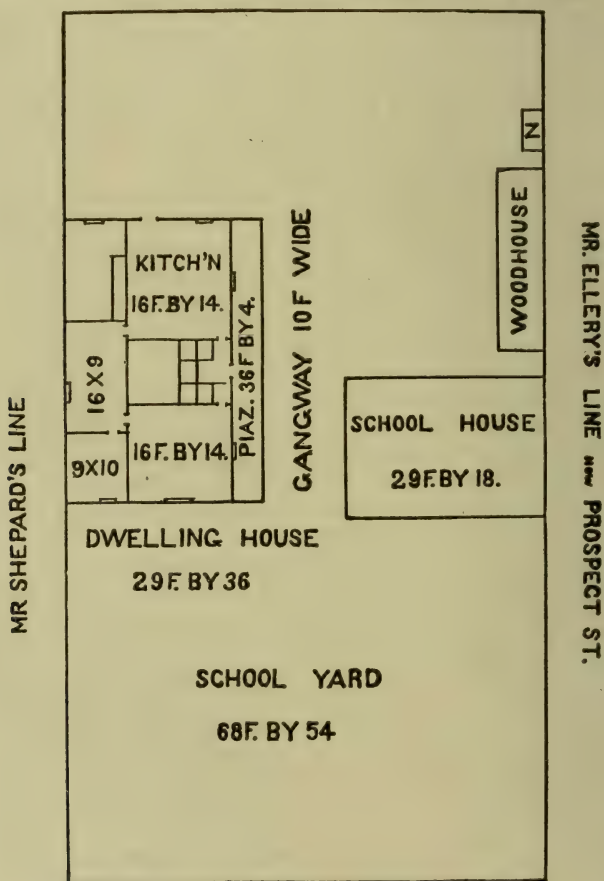 N
WOODHOUSE
MR. ELLERY'S LINE NOW PROSPECT ST.
KITCH'N
16F. BY 14.
PIAZ. 36F BY 4.
GANGWAY 10F WIDE
16 X 9
MR SHEPARD'S LINE
9X10
16F. BY 14.
SCHOOL HOUSE
29F. BY 18.
DWELLING HOUSE
29F. BY 36
SCHOOL YARD
68F. BY 54